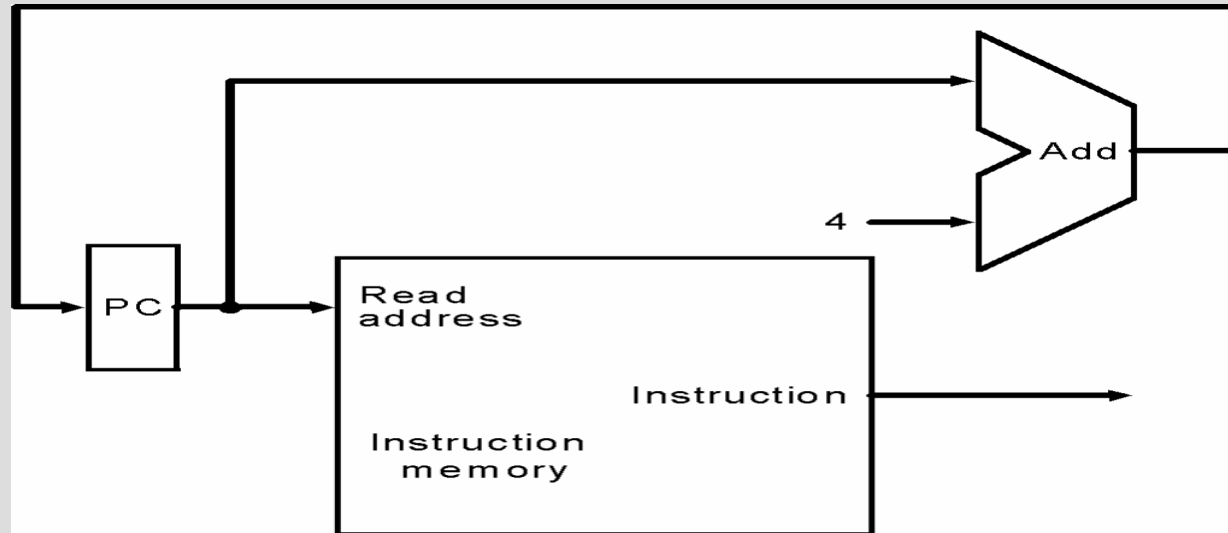 Add
4
PC
Read
address
Instruction
Instruction
memory